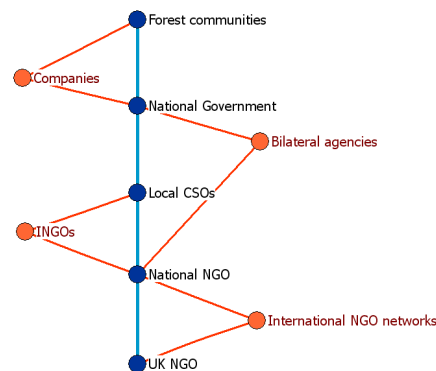 Forest communities
Companies
National Government
Bilateral agencies
Local CSOs
INGOs
National NGO
International NGO networks
UK NGO